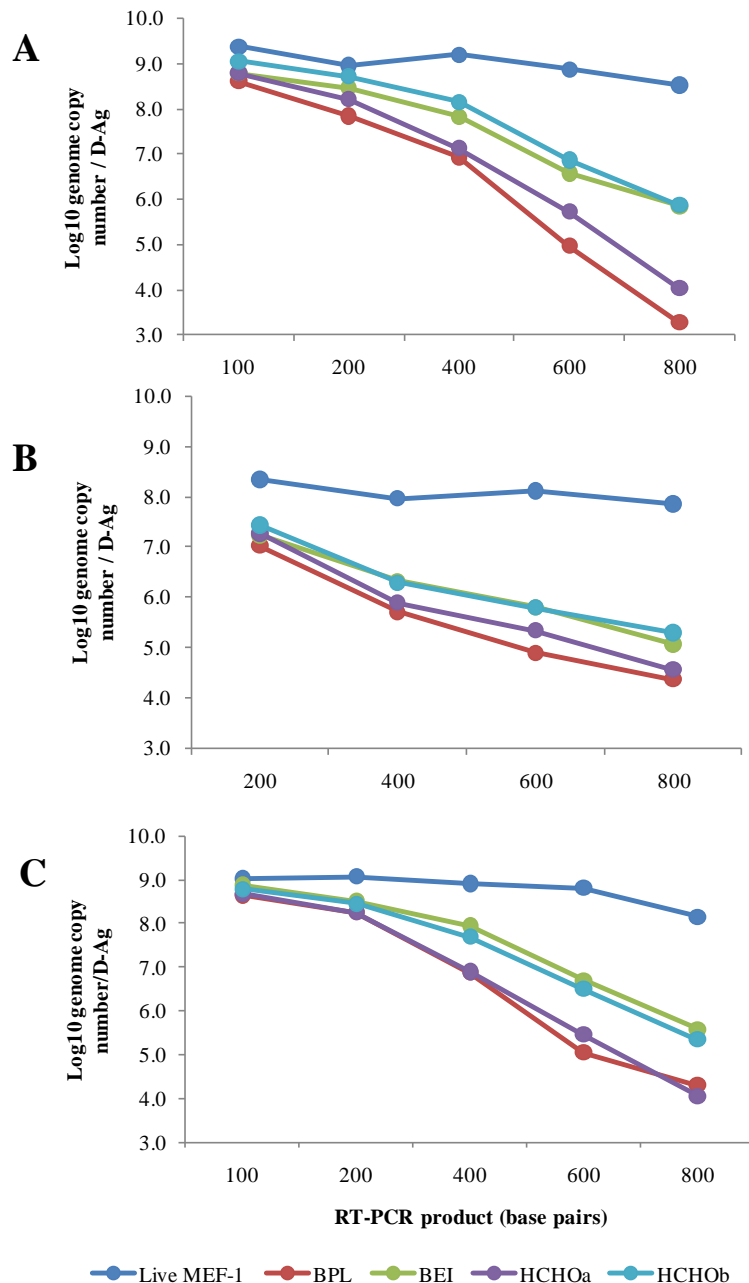 A
Log10 genome copy
number / D-Ag
10.0
9.0
8.0
7.0
6.0
5.0
4.0
3.0
100 200 400 600 800
B
Log10 genome copy
number / D-Ag
10.0
9.0
8.0
7.0
6.0
5.0
4.0
3.0
200 400 600 800
C
Log10 genome copy
number/D-Ag
10.0
9.0
8.0
7.0
6.0
5.0
4.0
3.0
100 200 400 600 800
RT-PCR product (base pairs)
Live MEF-1 BPL BEI HCHOa HCHOb